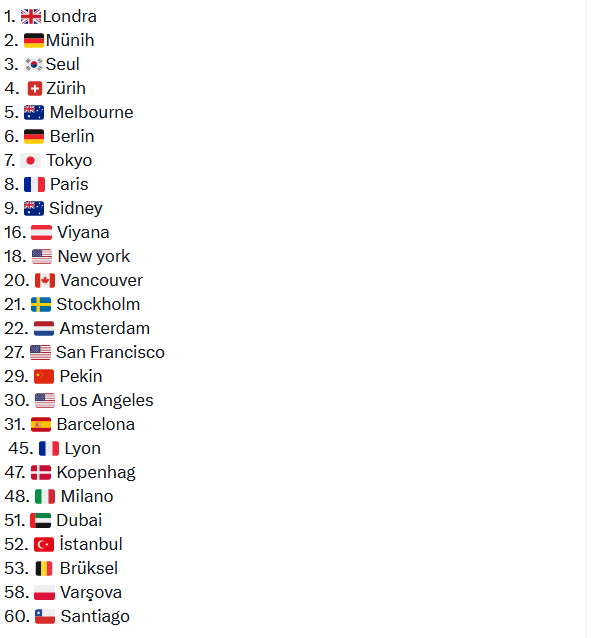 1. 🇬🇧Londra
2. 🇩🇪Münih
3. 🇰🇷Seul
4. 🇨🇭Zürih
5. 🇦🇺 Melbourne
6. 🇩🇪 Berlin
7. 🇯🇵 Tokyo
8. 🇫🇷 Paris
9. 🇦🇺 Sidney
16. 🇦🇹 Viyana
18. 🇺🇸 New york
20. 🇨🇦 Vancouver
21. 🇸🇪 Stockholm
22. 🇳🇱 Amsterdam
27. 🇺🇸 San Francisco
29. 🇨🇳 Pekin
30. 🇺🇸 Los Angeles
31. 🇪🇸 Barcelona
45. 🇫🇷 Lyon
47. 🇩🇰 Kopenhag
48. 🇮🇹 Milano
51. 🇦🇪 Dubai
52. 🇹🇷 İstanbul
53. 🇧🇪 Brüksel
58. 🇵🇱 Varşova
60. 🇨🇱 Santiago